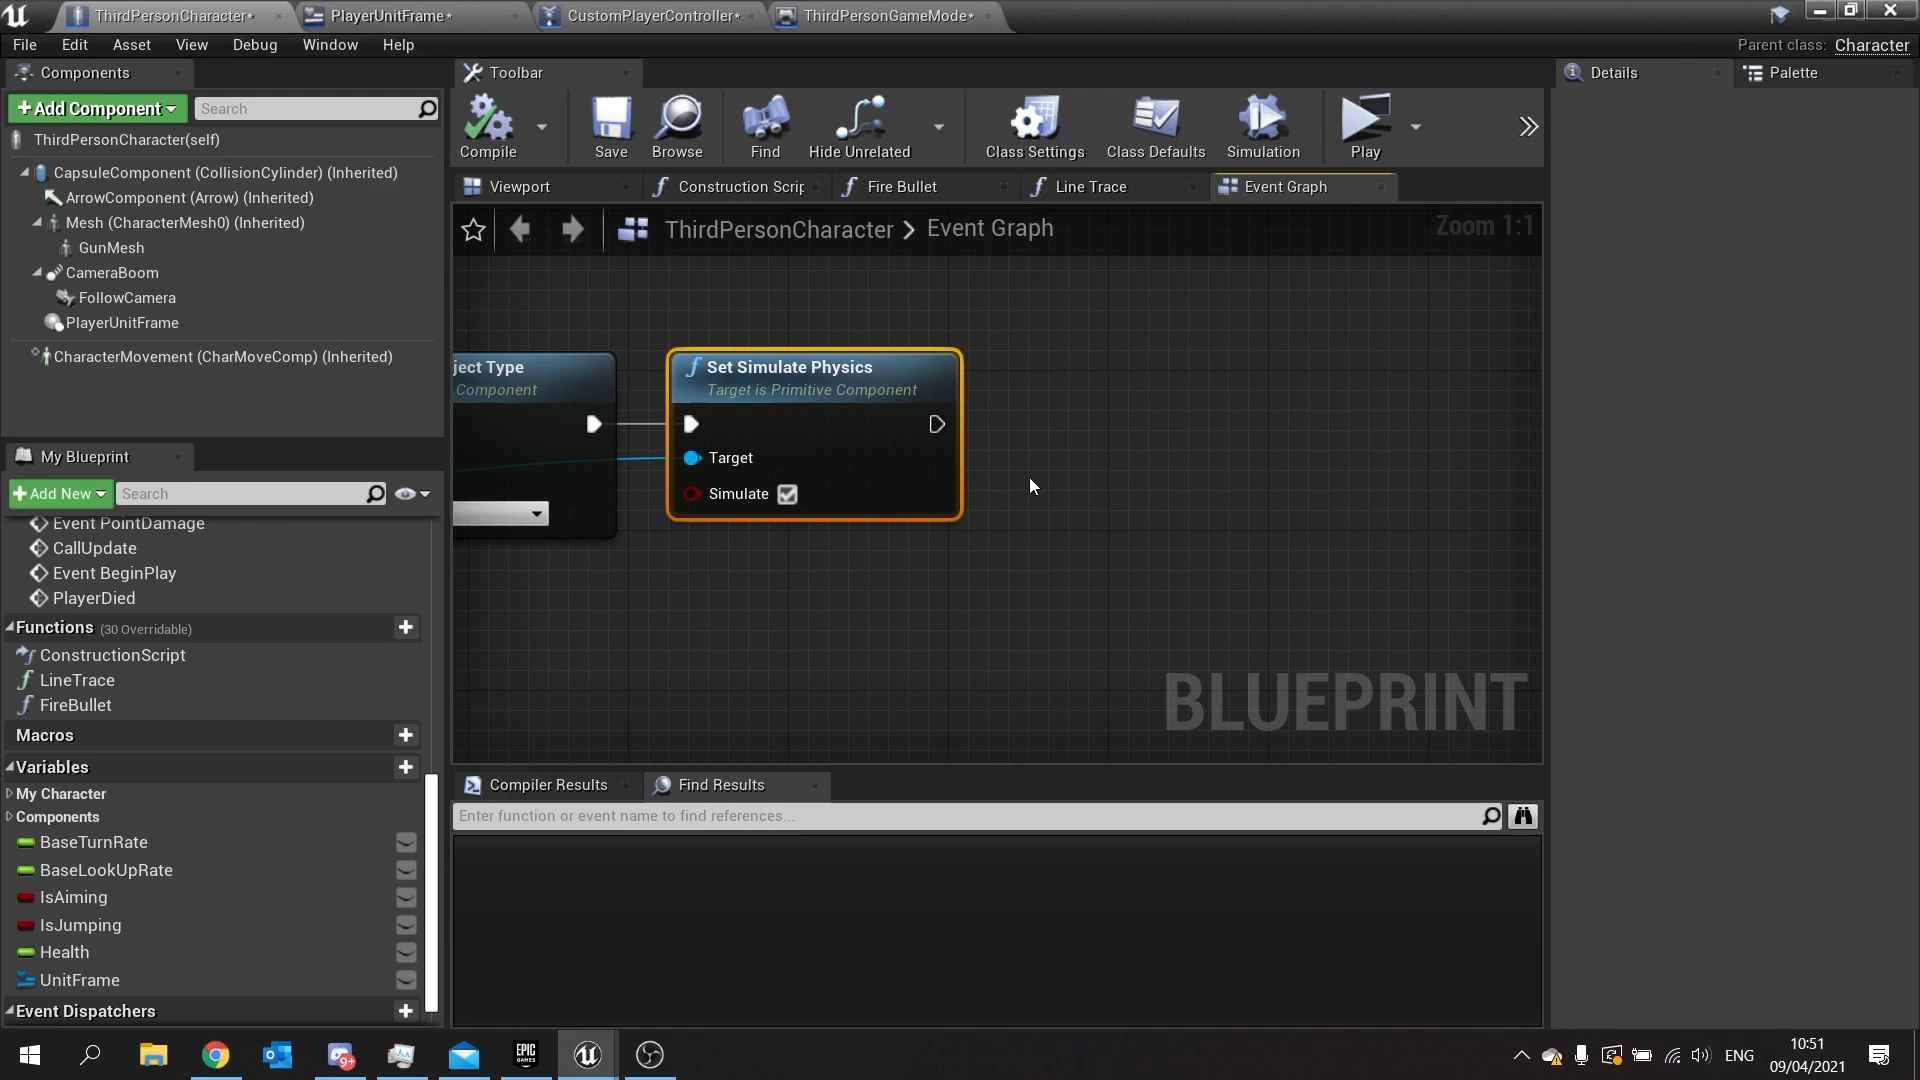 ThirdPersonCharacter*
PlayerUnitFrame*
CustomPlayerController*
ThirdPersonGameMode*
File Edit Asset View Debug Window Help
Parent class: Character
Components
Toolbar
Details
Palette
+ Add Component
Search
ThirdPersonCharacter(self)
CapsuleComponent (CollisionCylinder) (Inherited)
ArrowComponent (Arrow) (Inherited)
Mesh (CharacterMesh0) (Inherited)
GunMesh
CameraBoom
FollowCamera
PlayerUnitFrame
CharacterMovement (CharMoveComp) (Inherited)
Compile
Save
Browse
Find
Hide Unrelated
Class Settings
Class Defaults
Simulation
Play
Viewport
Construction Scrip
Fire Bullet
Line Trace
Event Graph
ThirdPersonCharacter > Event Graph
Zoom 1:1
ject Type
Component
Set Simulate Physics
Target is Primitive Component
Target
Simulate
BLUEPRINT
My Blueprint
+ Add New
Search
Event PointDamage
CallUpdate
Event BeginPlay
PlayerDied
Functions (30 Overridable)
ConstructionScript
LineTrace
FireBullet
Macros
Variables
My Character
Components
BaseTurnRate
BaseLookUpRate
IsAiming
IsJumping
Health
UnitFrame
Event Dispatchers
Compiler Results
Find Results
Enter function or event name to find references...
9+
EPIC
GAMES
ENG
10:51
09/04/2021